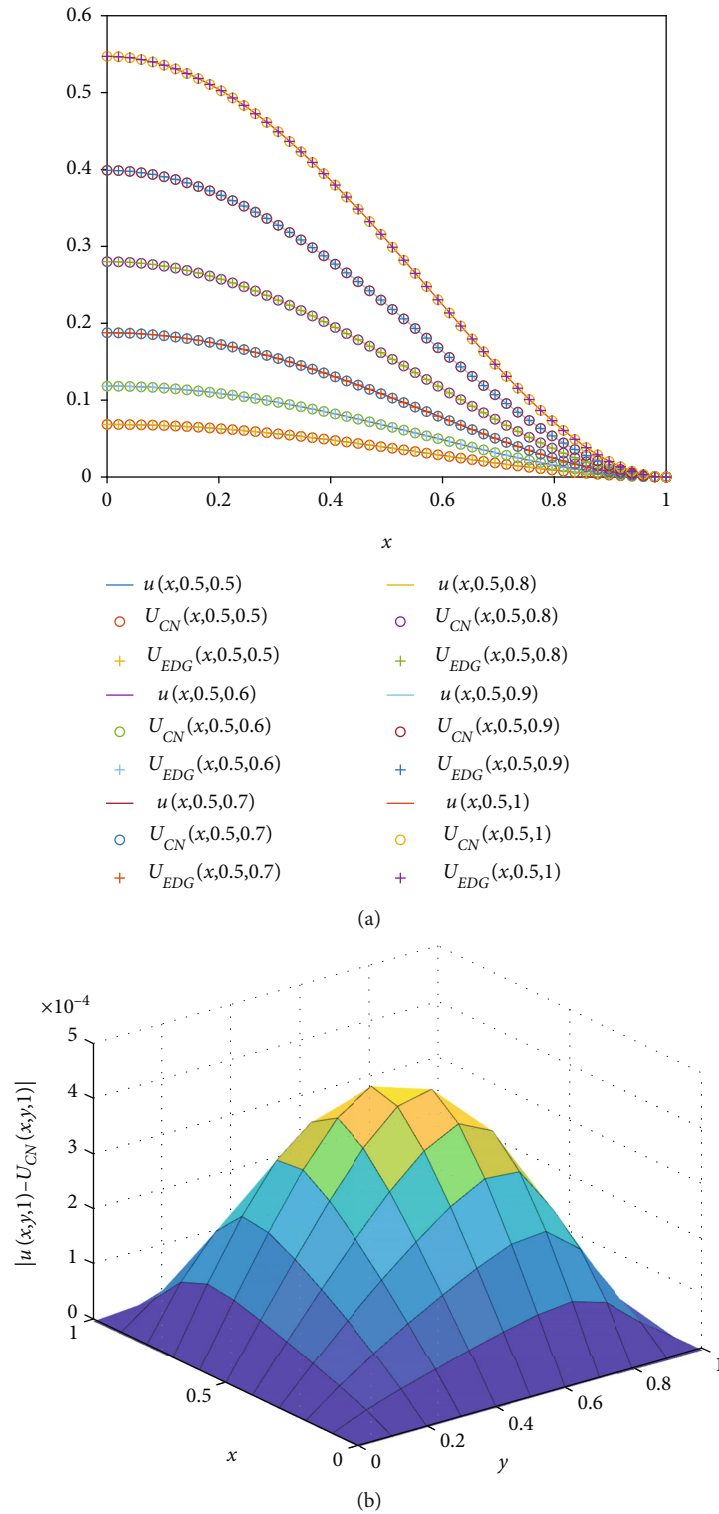 0.6
0.5
0.4
0.3
0.2
0.1
0
0 0.2 0.4 0.6 0.8 1
x
u(x,0.5,0.5) u(x,0.5,0.8)
U_CN(x,0.5,0.5) U_CN(x,0.5,0.8)
U_EDG(x,0.5,0.5) U_EDG(x,0.5,0.8)
u(x,0.5,0.6) u(x,0.5,0.9)
U_CN(x,0.5,0.6) U_CN(x,0.5,0.9)
U_EDG(x,0.5,0.6) U_EDG(x,0.5,0.9)
u(x,0.5,0.7) u(x,0.5,1)
U_CN(x,0.5,0.7) U_CN(x,0.5,1)
U_EDG(x,0.5,0.7) U_EDG(x,0.5,1)
(a)
×10⁻⁴
5
4
3
2
1
0
|u(x,y,1)–U_CN(x,y,1)|
1
0.5
0
x
0
0.2
0.4
0.6
0.8
1
y
(b)